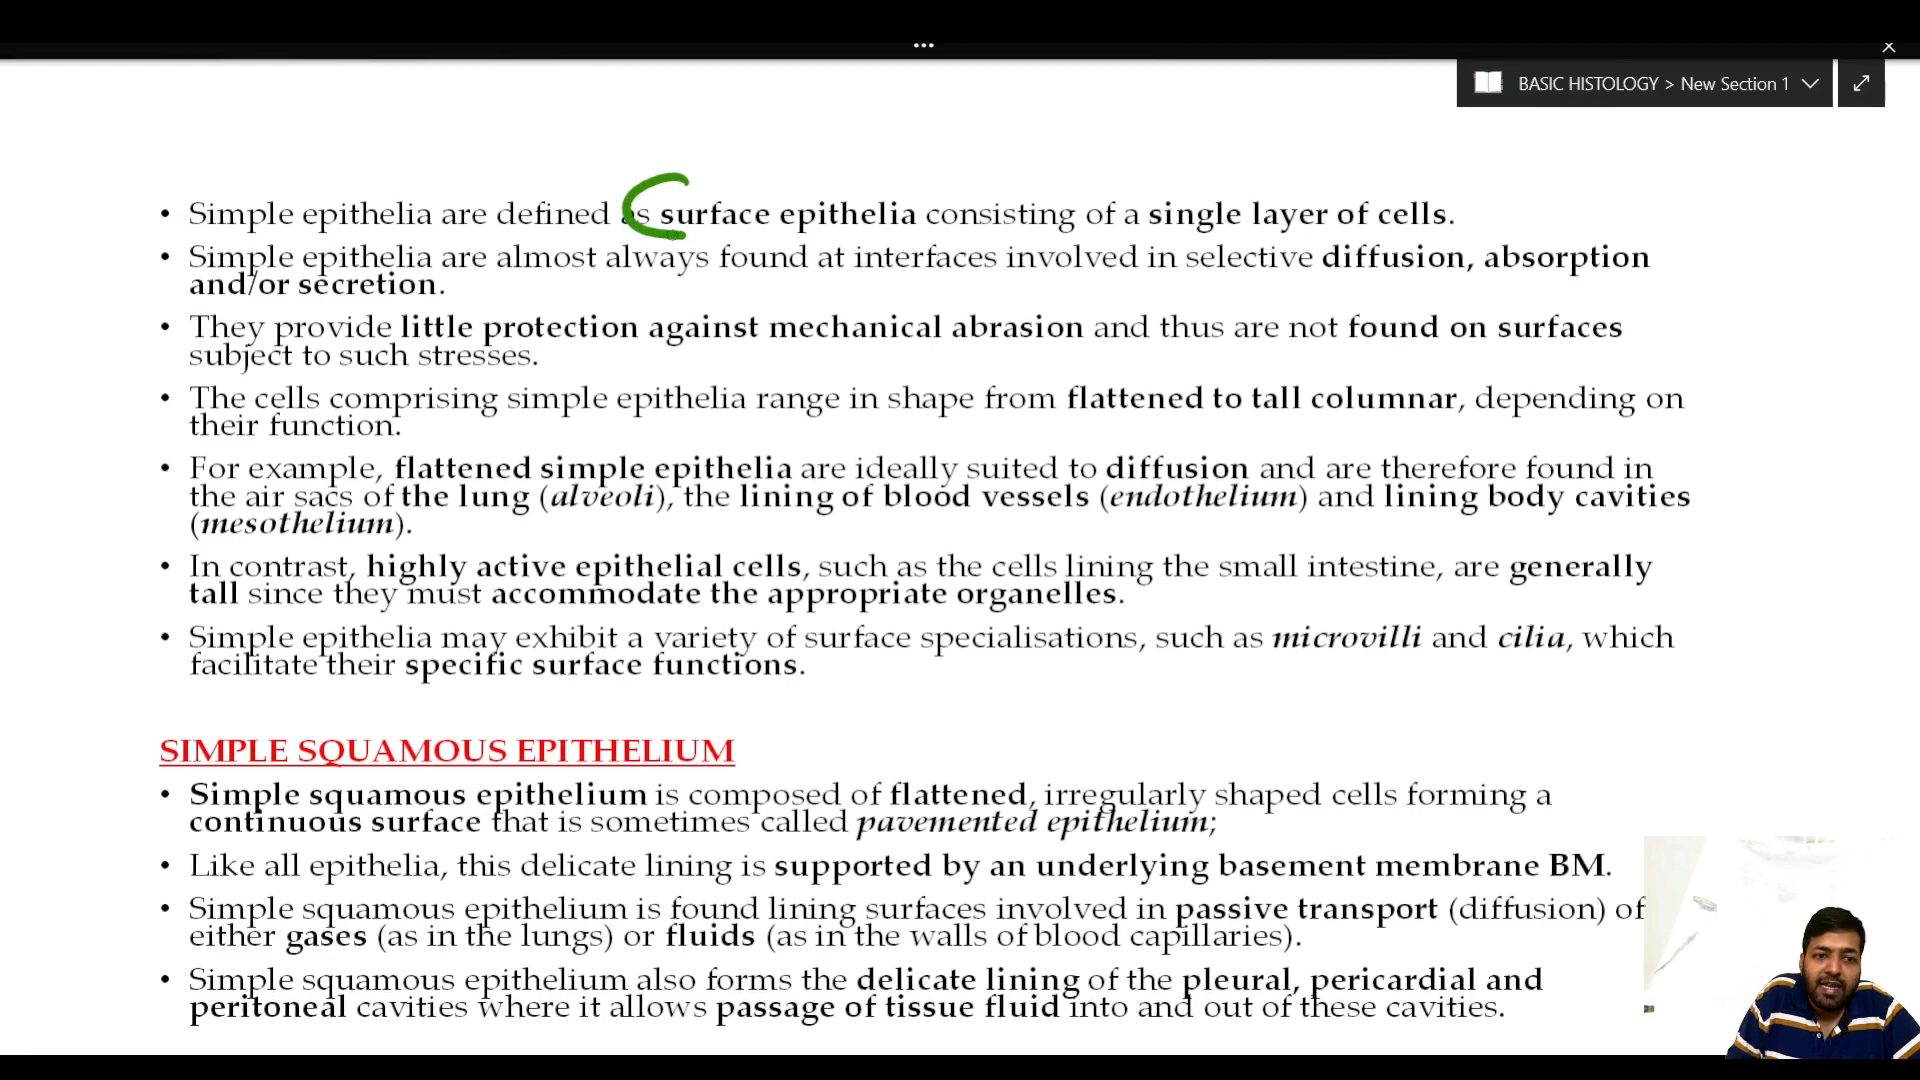 ...
BASIC HISTOLOGY > New Section 1
• Simple epithelia are defined as surface epithelia consisting of a single layer of cells.
• Simple epithelia are almost always found at interfaces involved in selective diffusion, absorption
and/or secretion.
• They provide little protection against mechanical abrasion and thus are not found on surfaces
subject to such stresses.
• The cells comprising simple epithelia range in shape from flattened to tall columnar, depending on
their function.
• For example, flattened simple epithelia are ideally suited to diffusion and are therefore found in
the air sacs of the lung (alveoli), the lining of blood vessels (endothelium) and lining body cavities
(mesothelium).
• In contrast, highly active epithelial cells, such as the cells lining the small intestine, are generally
tall since they must accommodate the appropriate organelles.
• Simple epithelia may exhibit a variety of surface specialisations, such as microvilli and cilia, which
facilitate their specific surface functions.
SIMPLE SQUAMOUS EPITHELIUM
• Simple squamous epithelium is composed of flattened, irregularly shaped cells forming a
continuous surface that is sometimes called pavemented epithelium;
• Like all epithelia, this delicate lining is supported by an underlying basement membrane BM.
• Simple squamous epithelium is found lining surfaces involved in passive transport (diffusion) of
either gases (as in the lungs) or fluids (as in the walls of blood capillaries).
• Simple squamous epithelium also forms the delicate lining of the pleural, pericardial and
peritoneal cavities where it allows passage of tissue fluid into and out of these cavities.